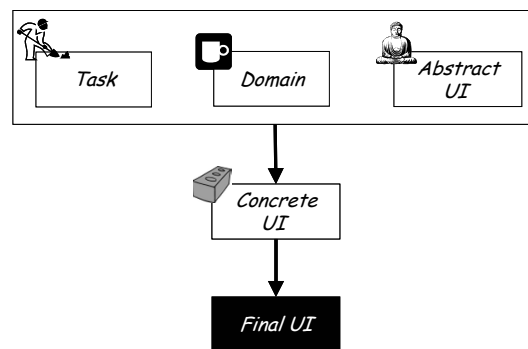 Task
Domain
Abstract
UI
Concrete
UI
Final UI